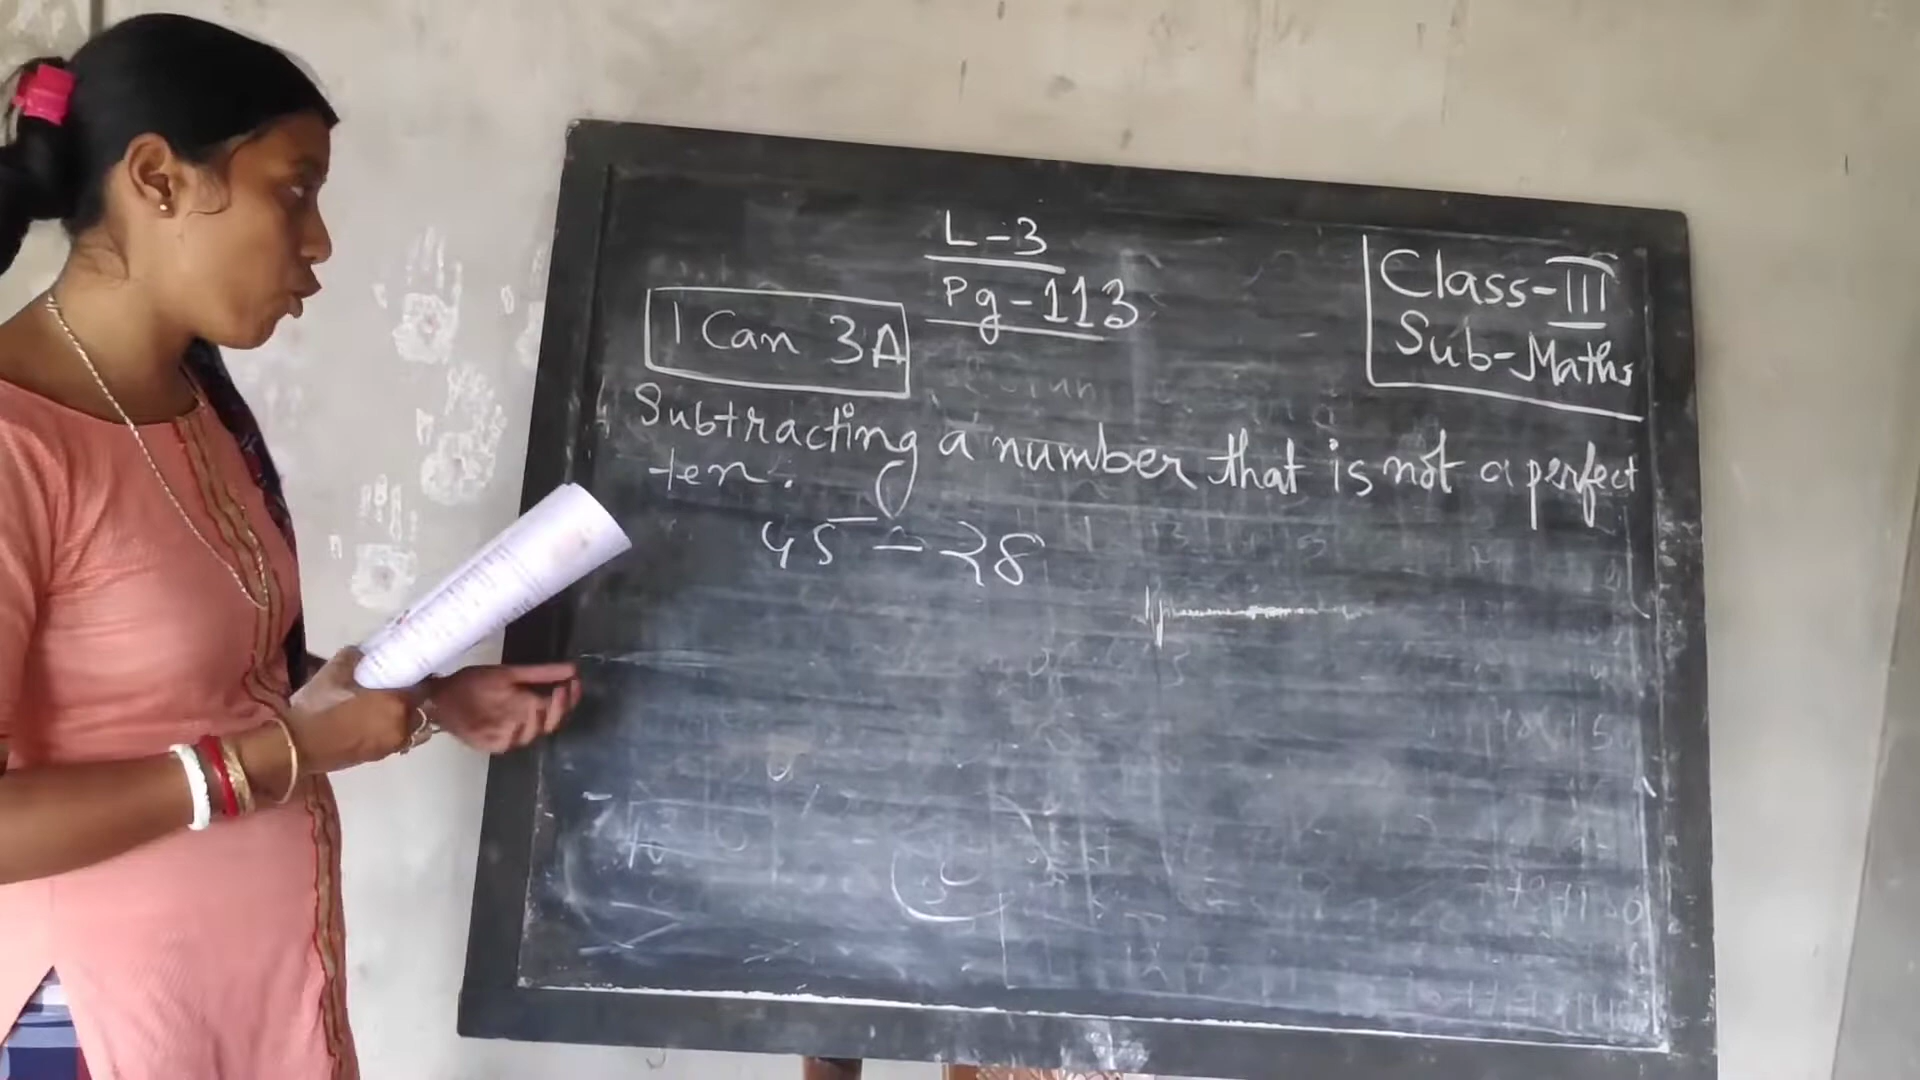 L-3
Pg-113
Class-III
Sub-Maths
I Can 3A
Subtracting a number that is not a perfect
ten.
45 - 28